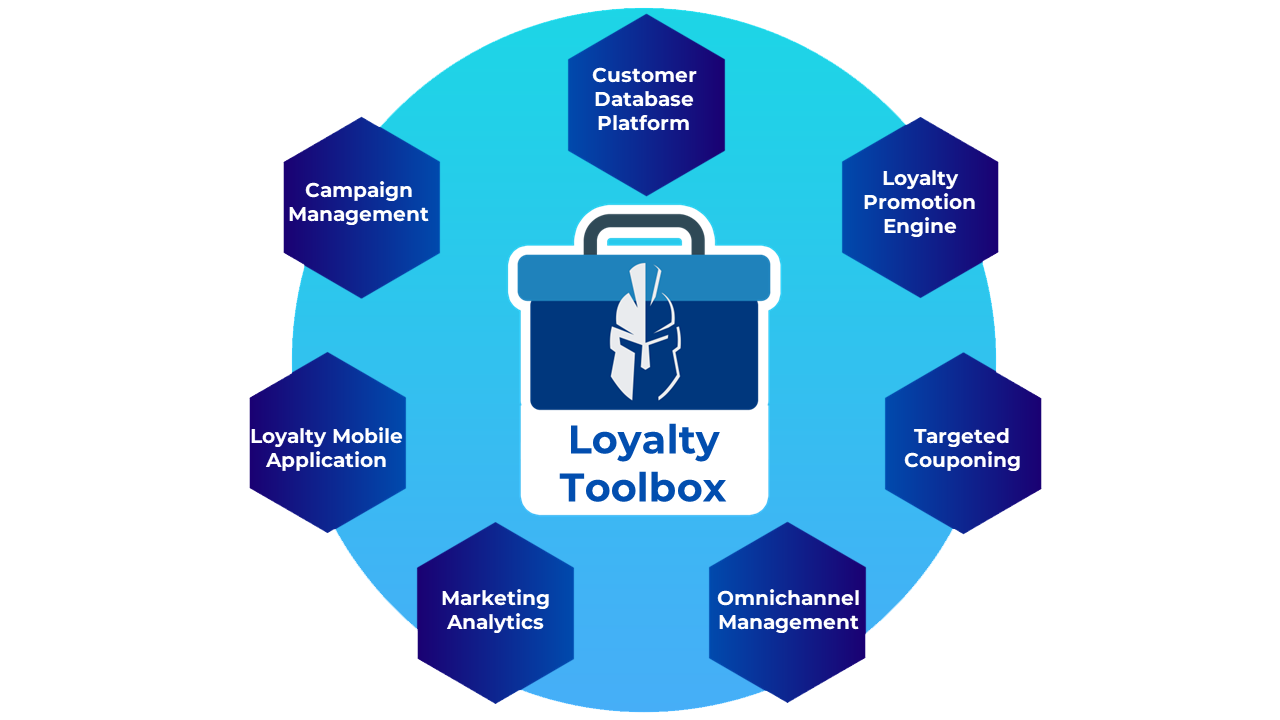 Customer
Database
Platform
Loyalty
Promotion
Engine
Campaign
Management
Loyalty
Toolbox
Loyalty Mobile
Application
Targeted
Couponing
Marketing
Analytics
Omnichannel
Management